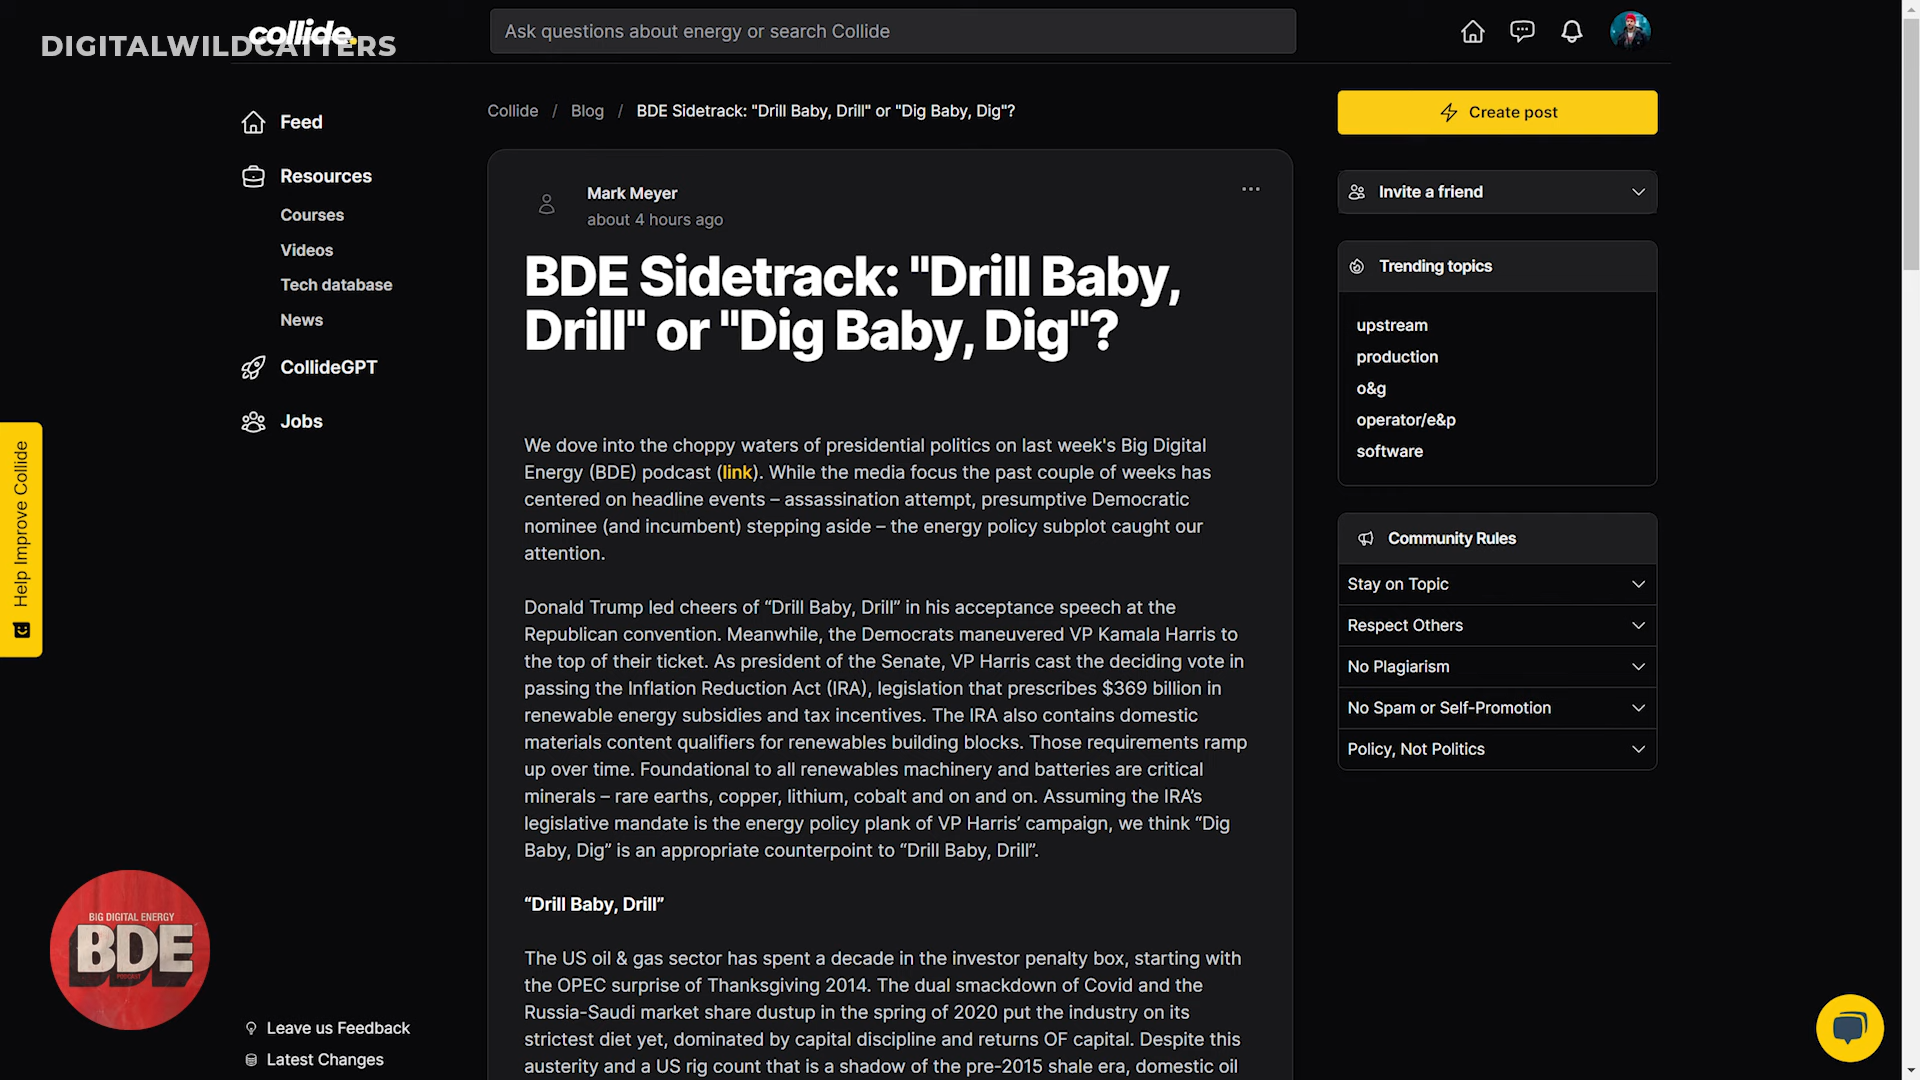 DIGITALWILDCATTERS
collide.
Ask questions about energy or search Collide
Feed
Resources
Courses
Videos
Tech database
News
CollideGPT
Jobs
Help Improve Collide
Collide / Blog / BDE Sidetrack: "Drill Baby, Drill" or "Dig Baby, Dig"?
Mark Meyer
about 4 hours ago
BDE Sidetrack: "Drill Baby,
Drill" or "Dig Baby, Dig"?
We dove into the choppy waters of presidential politics on last week's Big Digital
Energy (BDE) podcast (link). While the media focus the past couple of weeks has
centered on headline events – assassination attempt, presumptive Democratic
nominee (and incumbent) stepping aside – the energy policy subplot caught our
attention.
Donald Trump led cheers of “Drill Baby, Drill” in his acceptance speech at the
Republican convention. Meanwhile, the Democrats maneuvered VP Kamala Harris to
the top of their ticket. As president of the Senate, VP Harris cast the deciding vote in
passing the Inflation Reduction Act (IRA), legislation that prescribes $369 billion in
renewable energy subsidies and tax incentives. The IRA also contains domestic
materials content qualifiers for renewables building blocks. Those requirements ramp
up over time. Foundational to all renewables machinery and batteries are critical
minerals – rare earths, copper, lithium, cobalt and on and on. Assuming the IRA’s
legislative mandate is the energy policy plank of VP Harris’ campaign, we think “Dig
Baby, Dig” is an appropriate counterpoint to “Drill Baby, Drill”.
“Drill Baby, Drill”
The US oil & gas sector has spent a decade in the investor penalty box, starting with
the OPEC surprise of Thanksgiving 2014. The dual smackdown of Covid and the
Russia-Saudi market share dustup in the spring of 2020 put the industry on its
strictest diet yet, dominated by capital discipline and returns OF capital. Despite this
austerity and a US rig count that is a shadow of the pre-2015 shale era, domestic oil
Create post
Invite a friend
Trending topics
upstream
production
o&g
operator/e&p
software
Community Rules
Stay on Topic
Respect Others
No Plagiarism
No Spam or Self-Promotion
Policy, Not Politics
BIG DIGITAL ENERGY
BDE
PODCAST
Leave us Feedback
Latest Changes